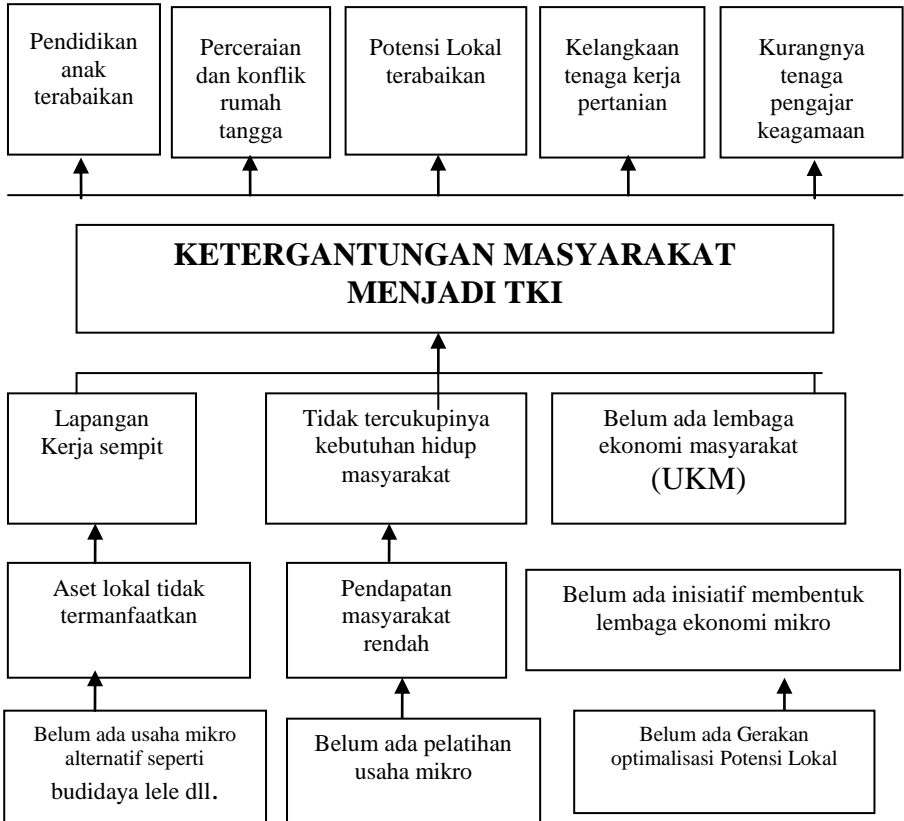 Pendidikan
anak
terabaikan
Perceraian
dan konflik
rumah
tangga
Potensi Lokal
terabaikan
Kelangkaan
tenaga kerja
pertanian
Kurangnya
tenaga
pengajar
keagamaan
KETERGANTUNGAN MASYARAKAT
MENJADI TKI
Lapangan
Kerja sempit
Tidak tercukupinya
kebutuhan hidup
masyarakat
Belum ada lembaga
ekonomi masyarakat
(UKM)
Aset lokal tidak
termanfaatkan
Pendapatan
masyarakat
rendah
Belum ada inisiatif membentuk
lembaga ekonomi mikro
Belum ada usaha mikro
alternatif seperti
budidaya lele dll.
Belum ada pelatihan
usaha mikro
Belum ada Gerakan
optimalisasi Potensi Lokal